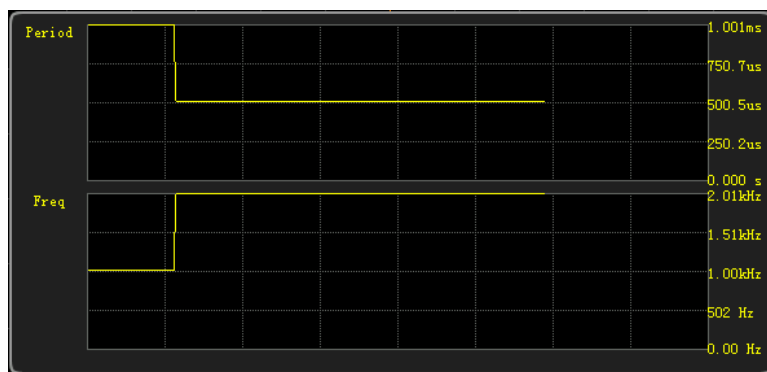 Period
1.001ms
750.7us
500.5us
250.2us
0.000 s
Freq
2.01kHz
1.51kHz
1.00kHz
502 Hz
0.00 Hz